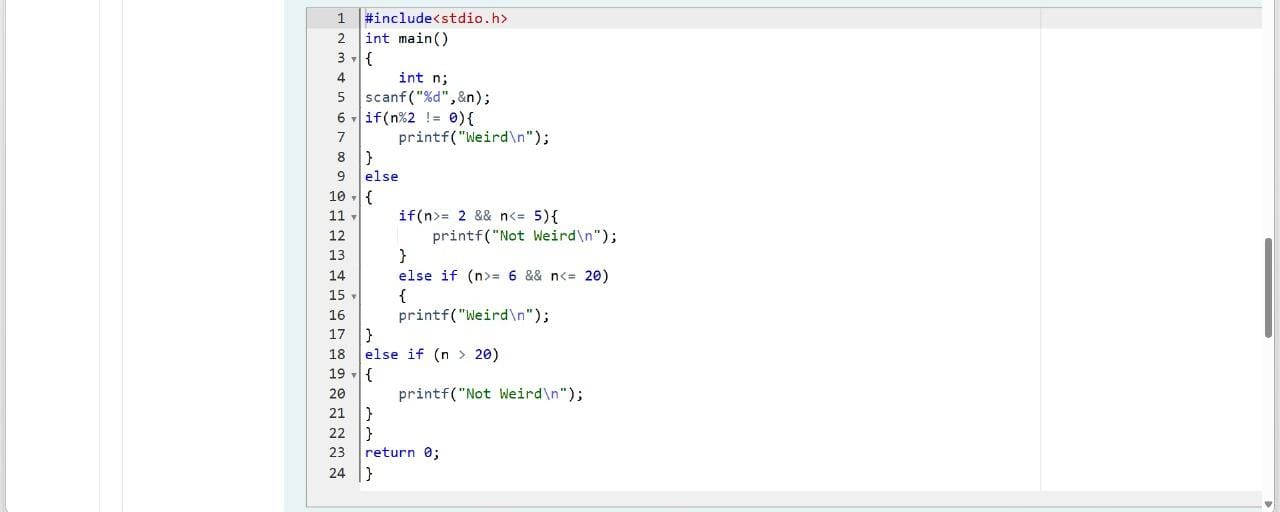 1 #include<stdio.h>
2 int main()
3 {
4     int n;
5 scanf("%d",&n);
6 if(n%2 != 0){
7     printf("Weird\n");
8 }
9 else
10 {
11     if(n>= 2 && n<= 5){
12         printf("Not Weird\n");
13     }
14     else if (n>= 6 && n<= 20)
15     {
16     printf("Weird\n");
17 }
18 else if (n > 20)
19 {
20     printf("Not Weird\n");
21 }
22 }
23 return 0;
24 }